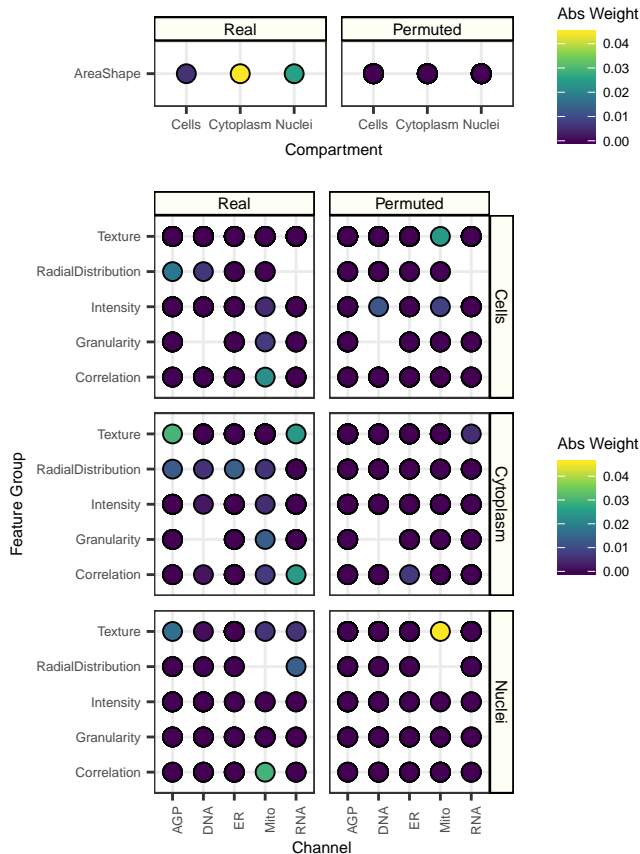 Real
Permuted
AreaShape
Cells
Cytoplasm
Nuclei
Cells
Cytoplasm
Nuclei
Compartment
Abs Weight
0.04
0.03
0.02
0.01
0.00
Real
Permuted
Feature Group
Texture
RadialDistribution
Intensity
Granularity
Correlation
Cells
Texture
RadialDistribution
Intensity
Granularity
Correlation
Cytoplasm
Texture
RadialDistribution
Intensity
Granularity
Correlation
Nuclei
AGP
DNA
ER
Mito
RNA
AGP
DNA
ER
Mito
RNA
Channel
Abs Weight
0.04
0.03
0.02
0.01
0.00